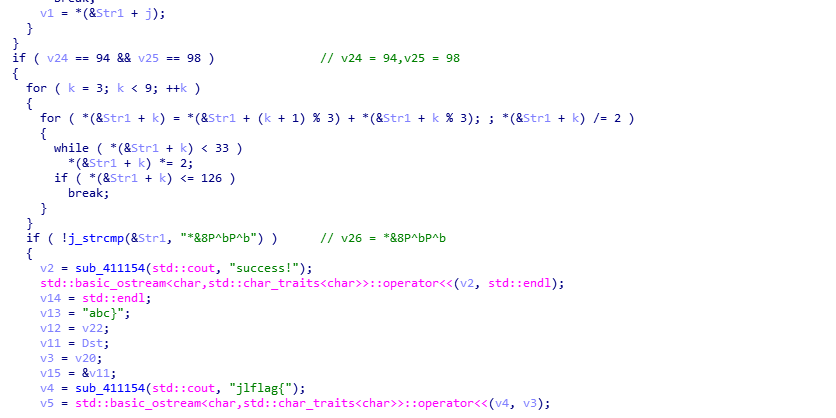 break;
v1 = *(&Str1 + j);
}
}
if ( v24 == 94 && v25 == 98 ) // v24 = 94,v25 = 98
{
for ( k = 3; k < 9; ++k )
{
for ( *(&Str1 + k) = *(&Str1 + (k + 1) % 3) + *(&Str1 + k % 3); ; *(&Str1 + k) /= 2 )
{
while ( *(&Str1 + k) < 33 )
*(&Str1 + k) *= 2;
if ( *(&Str1 + k) <= 126 )
break;
}
}
if ( !j_strcmp(&Str1, "*&8P^bP^b") ) // v26 = *&8P^bP^b
{
v2 = sub_411154(std::cout, "success!");
std::basic_ostream<char,std::char_traits<char>>::operator<<(v2, std::endl);
v14 = std::endl;
v13 = "abc}";
v12 = v22;
v11 = Dst;
v3 = v20;
v15 = &v11;
v4 = sub_411154(std::cout, "jlflag{");
v5 = std::basic_ostream<char,std::char_traits<char>>::operator<<(v4, v3);